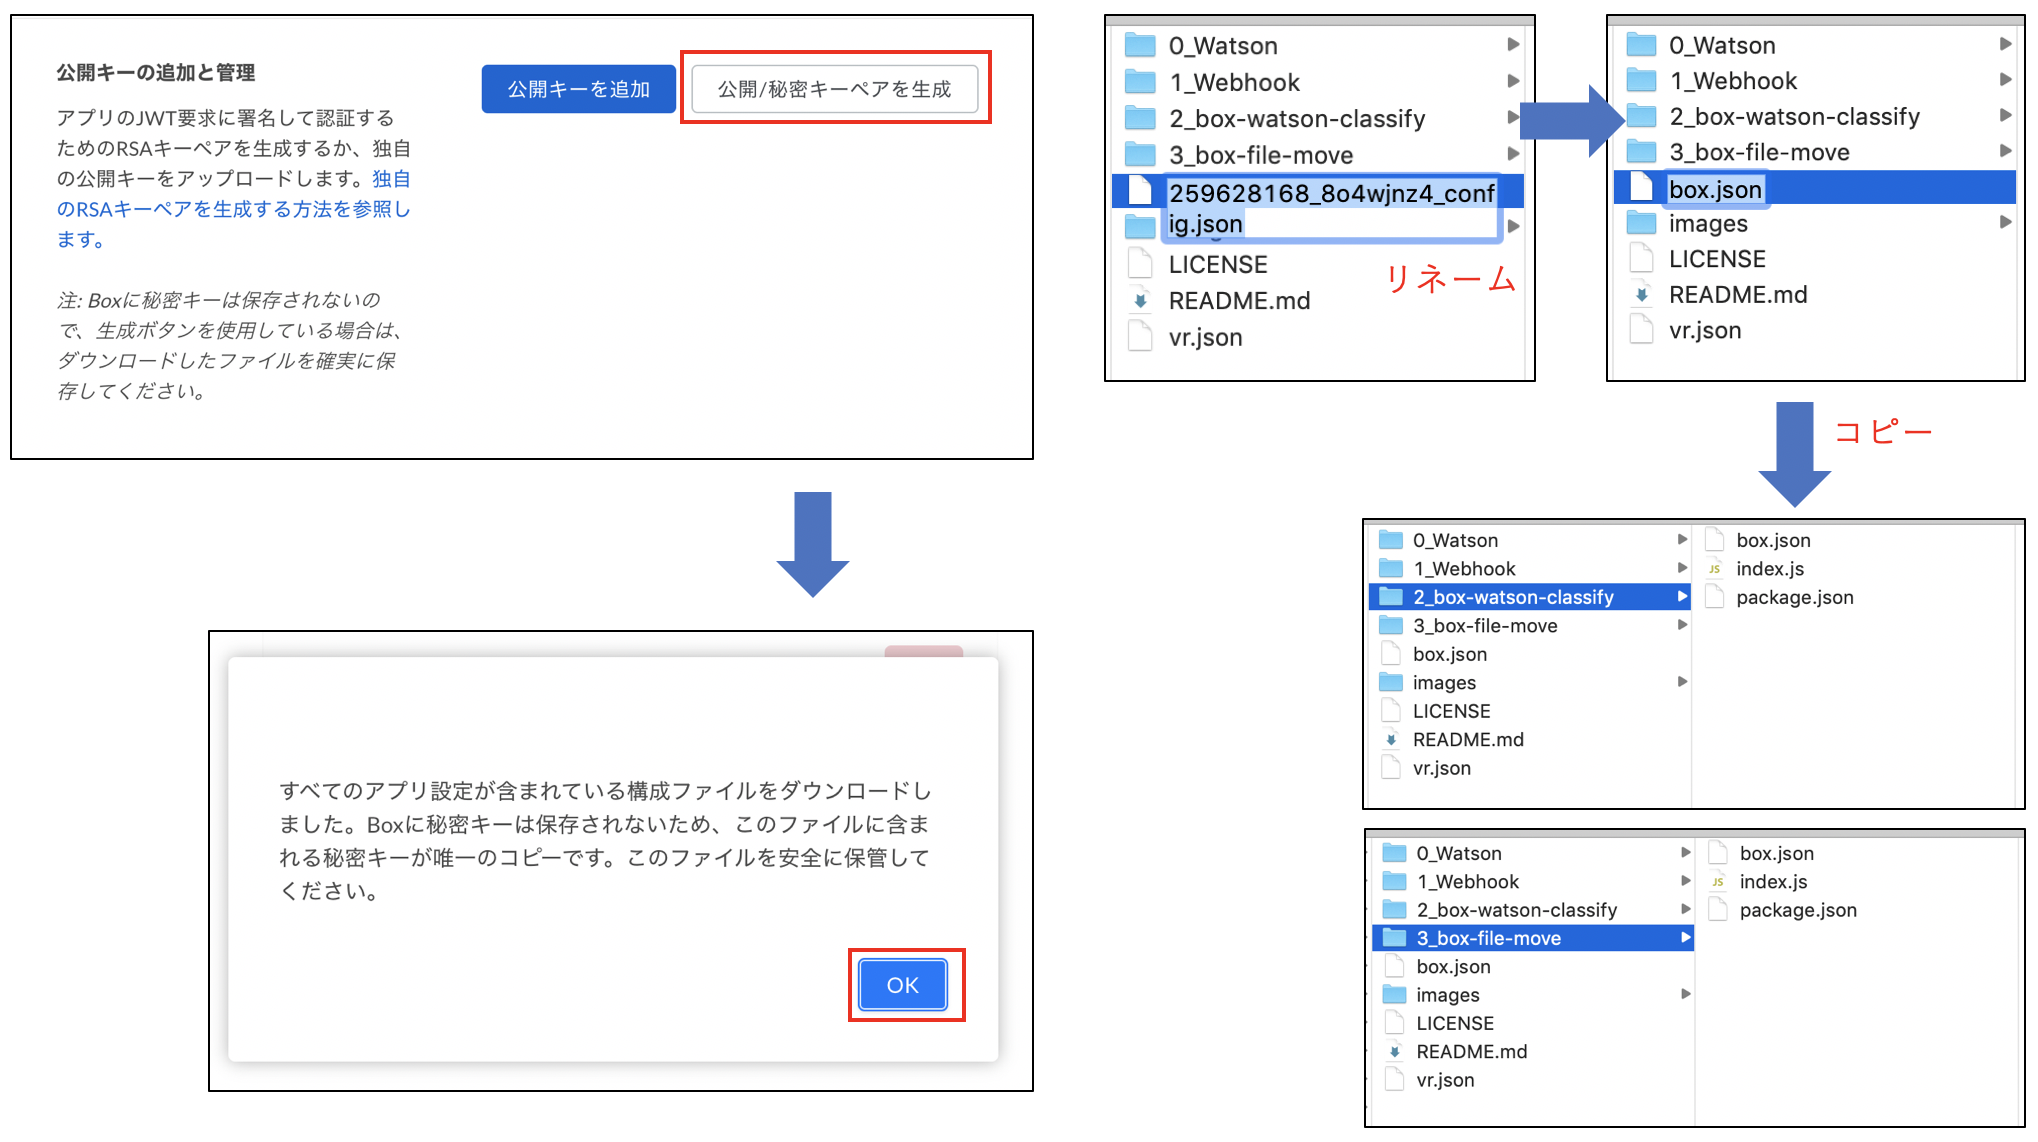 公開キーの追加と管理
公開キーを追加
公開/秘密キーペアを生成
アプリのJWT要求に署名して認証する
ためのRSAキーペアを生成するか、独自
の公開キーをアップロードします。独自
のRSAキーペアを生成する方法を参照し
ます。
注: Boxに秘密キーは保存されないの
で、生成ボタンを使用している場合は、
ダウンロードしたファイルを確実に保
存してください。
すべてのアプリ設定が含まれている構成ファイルをダウンロードし
ました。Boxに秘密キーは保存されないため、このファイルに含ま
れる秘密キーが唯一のコピーです。このファイルを安全に保管して
ください。
OK
0_Watson
1_Webhook
2_box-watson-classify
3_box-file-move
259628168_8o4wjnz4_conf
ig.json
LICENSE
README.md
vr.json
リネーム
0_Watson
1_Webhook
2_box-watson-classify
3_box-file-move
box.json
images
LICENSE
README.md
vr.json
コピー
0_Watson
1_Webhook
2_box-watson-classify
3_box-file-move
box.json
images
LICENSE
README.md
vr.json
box.json
JS index.js
package.json
0_Watson
1_Webhook
2_box-watson-classify
3_box-file-move
box.json
images
LICENSE
README.md
vr.json
box.json
JS index.js
package.json